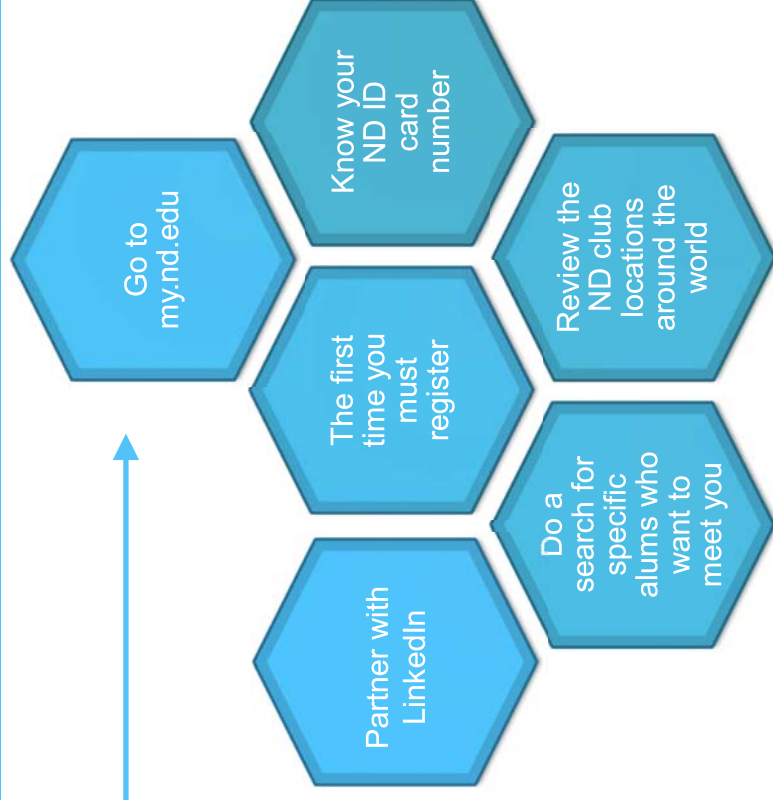 Go to
my.nd.edu
Know your
ND ID
card
number
The first
time you
must
register
Review the
ND club
locations
around the
world
Do a
search for
specific
alums who
want to
meet you
Partner with
LinkedIn